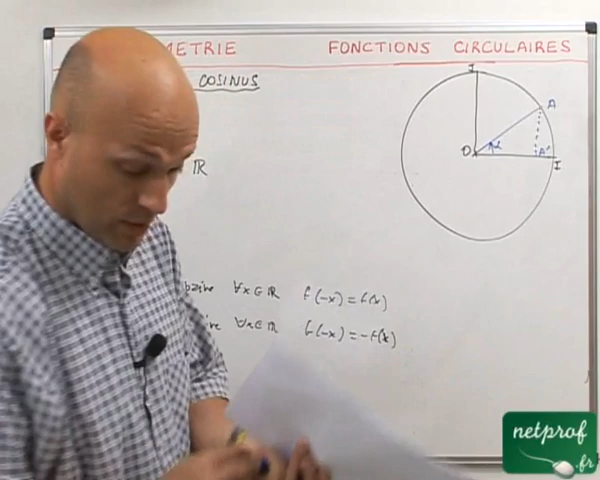 METRIE FONCTIONS CIRCULAIRES
COSINUS
A
O α A' I
ℝ
∀x∈ℝ f(-x)=f(x)
∀x∈ℝ f(-x)=-f(x)
netprof
.fr